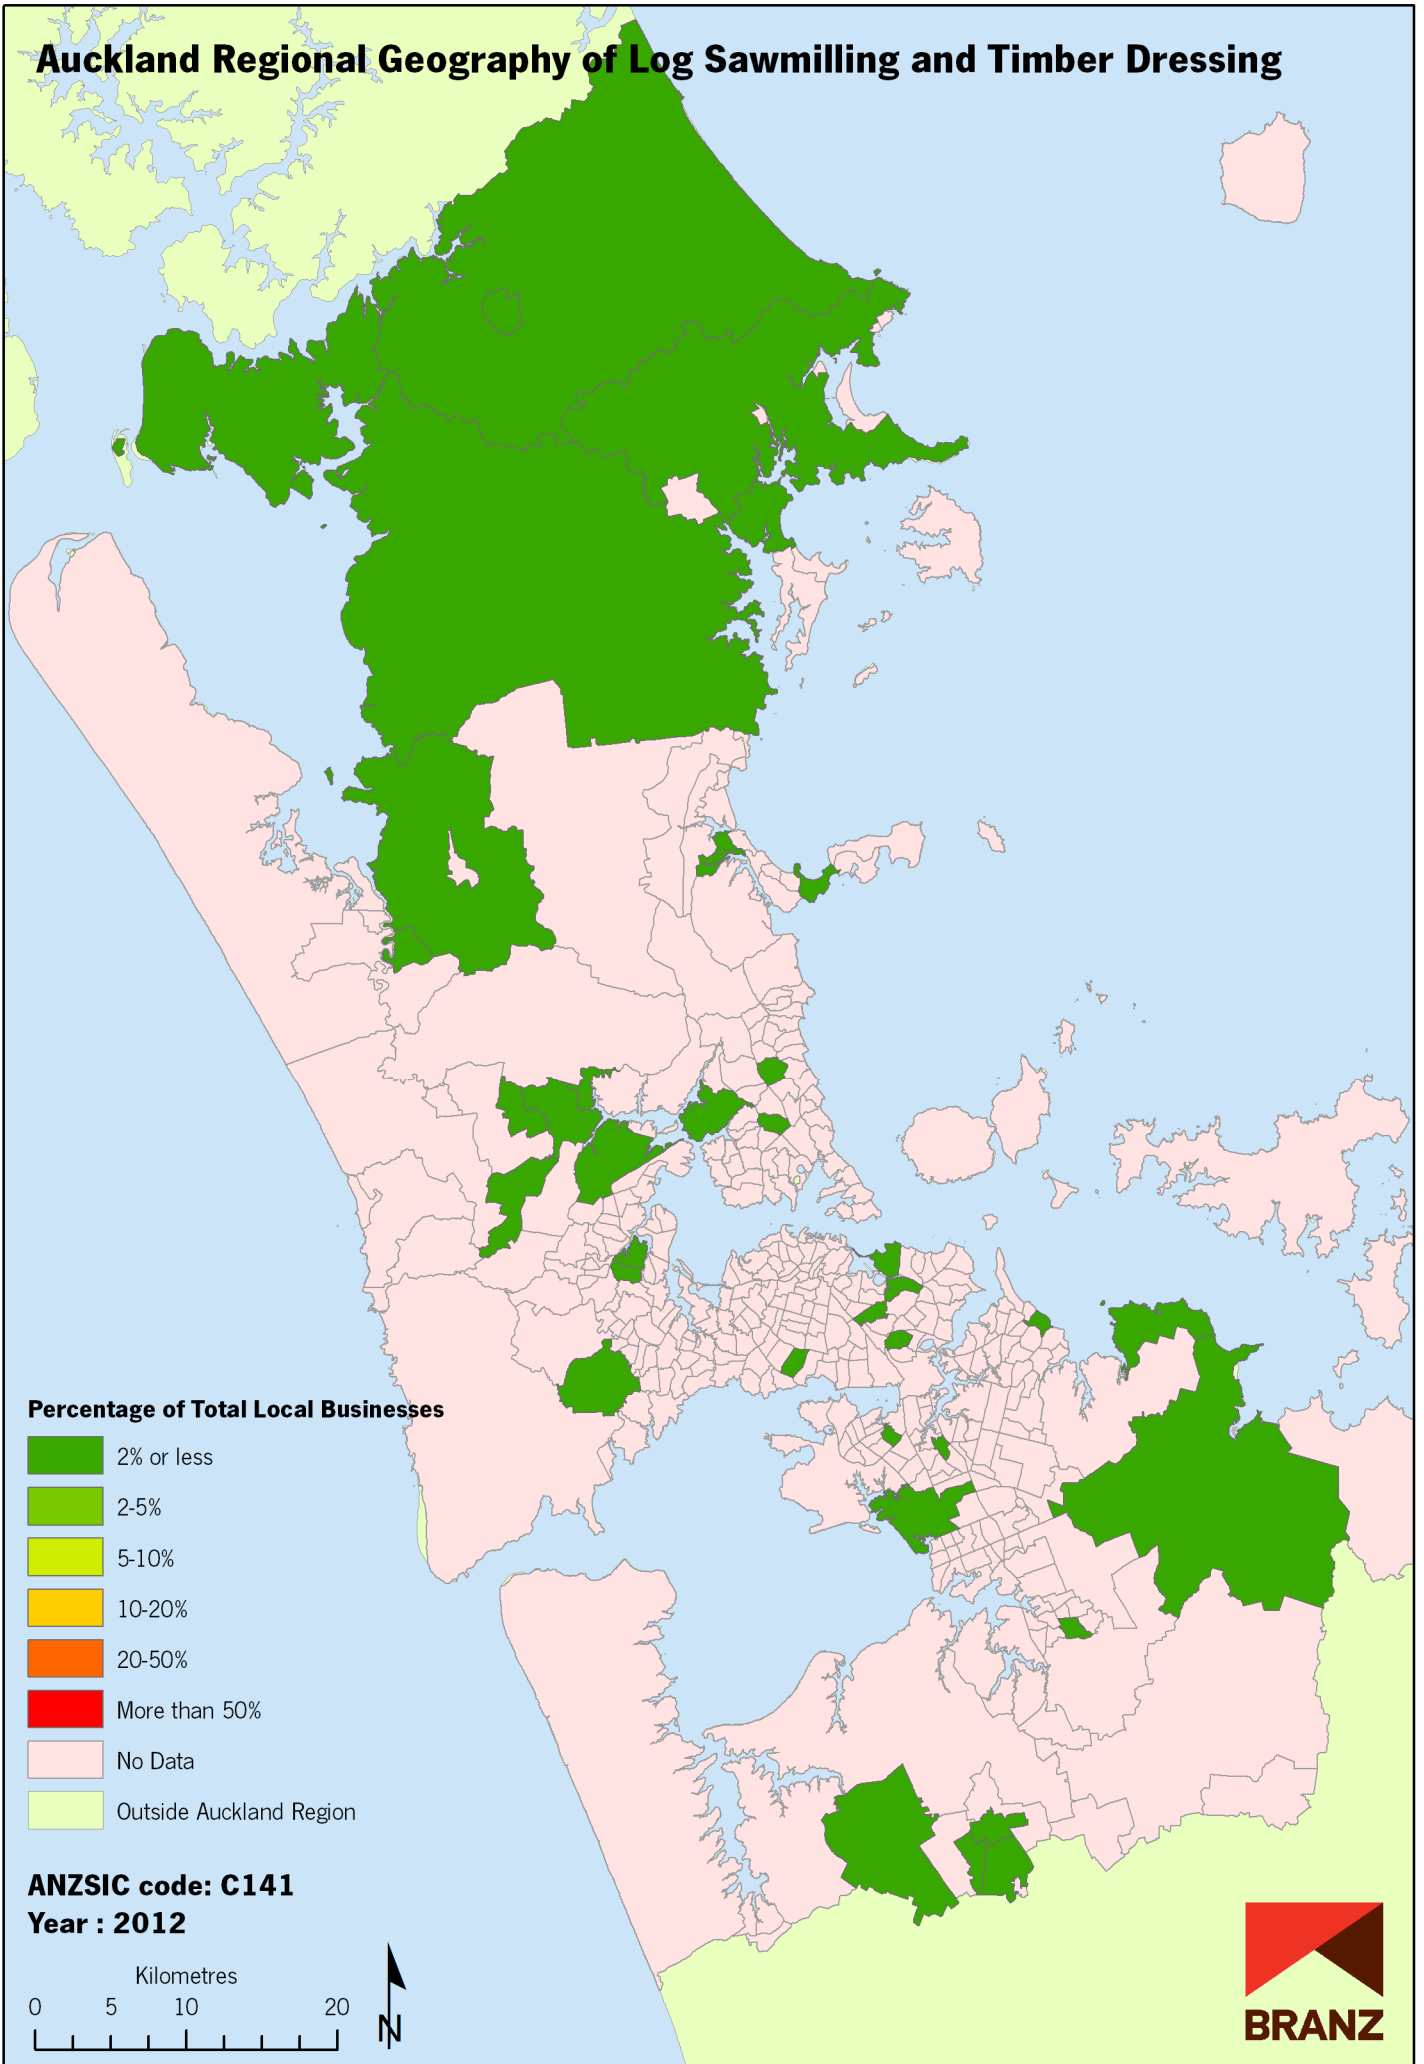 Auckland Regional Geography of Log Sawmilling and Timber Dressing
Percentage of Total Local Businesses
2% or less
2-5%
5-10%
10-20%
20-50%
More than 50%
No Data
Outside Auckland Region
ANZSIC code: C141
Year : 2012
Kilometres
0 5 10 20
N
BRANZ